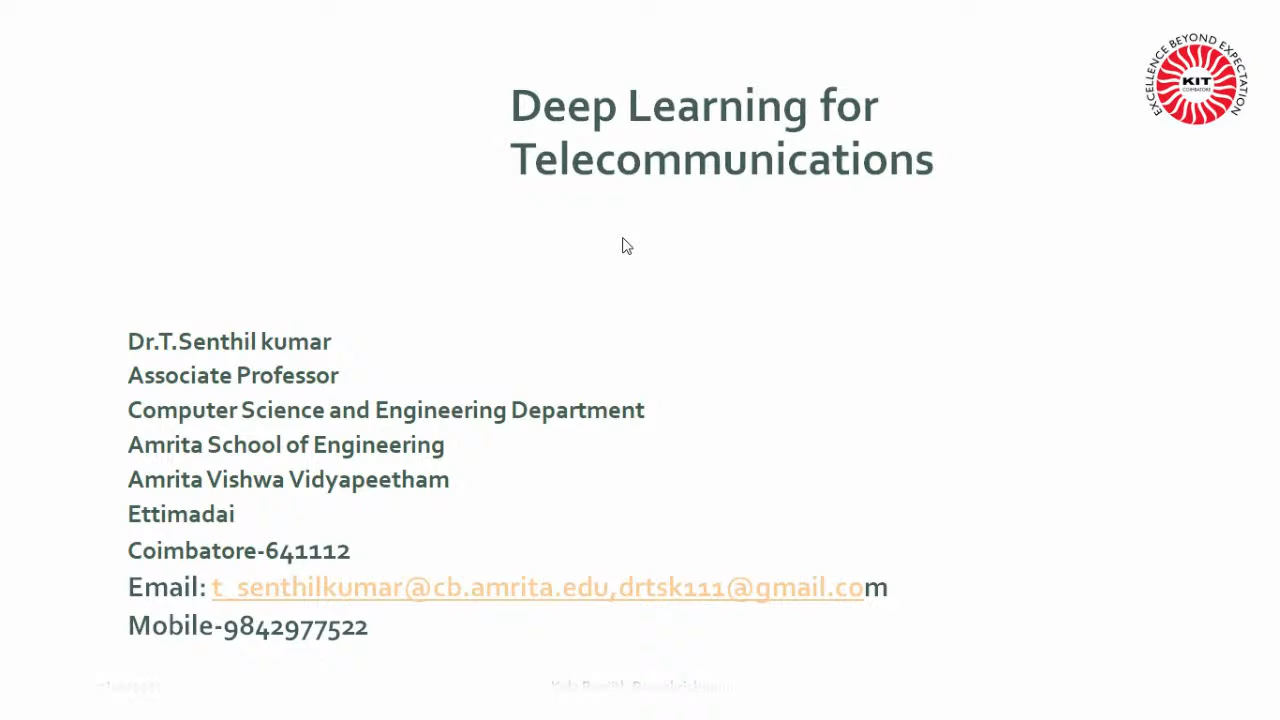 Deep Learning for
Telecommunications
EXCELLENCE BEYOND EXPECTATION
KIT
COIMBATORE
Dr.T.Senthil kumar
Associate Professor
Computer Science and Engineering Department
Amrita School of Engineering
Amrita Vishwa Vidyapeetham
Ettimadai
Coimbatore-641112
Email: t_senthilkumar@cb.amrita.edu,drtsk111@gmail.com
Mobile-9842977522